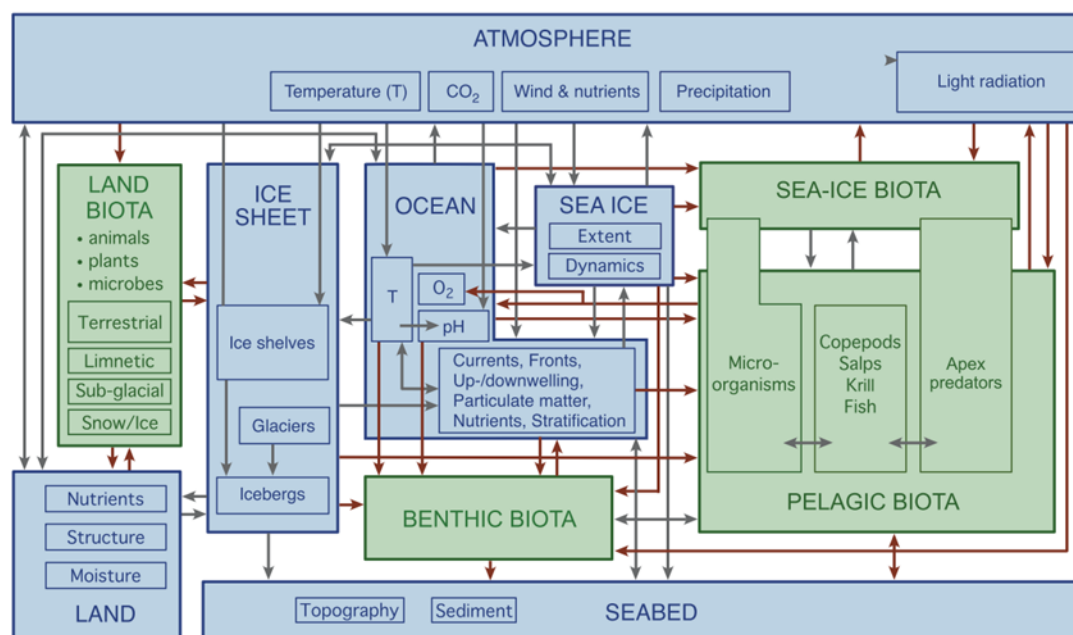 ATMOSPHERE
Temperature (T)
CO₂
Wind & nutrients
Precipitation
Light radiation
LAND
BIOTA
• animals
• plants
• microbes
Terrestrial
Limnetic
Sub-glacial
Snow/Ice
ICE
SHEET
Ice shelves
Glaciers
Icebergs
OCEAN
T
O₂
pH
Currents, Fronts,
Up-/downwelling,
Particulate matter,
Nutrients, Stratification
SEA ICE
Extent
Dynamics
SEA-ICE BIOTA
Micro-
organisms
Copepods
Salps
Krill
Fish
Apex
predators
PELAGIC BIOTA
BENTHIC BIOTA
Nutrients
Structure
Moisture
LAND
Topography
Sediment
SEABED